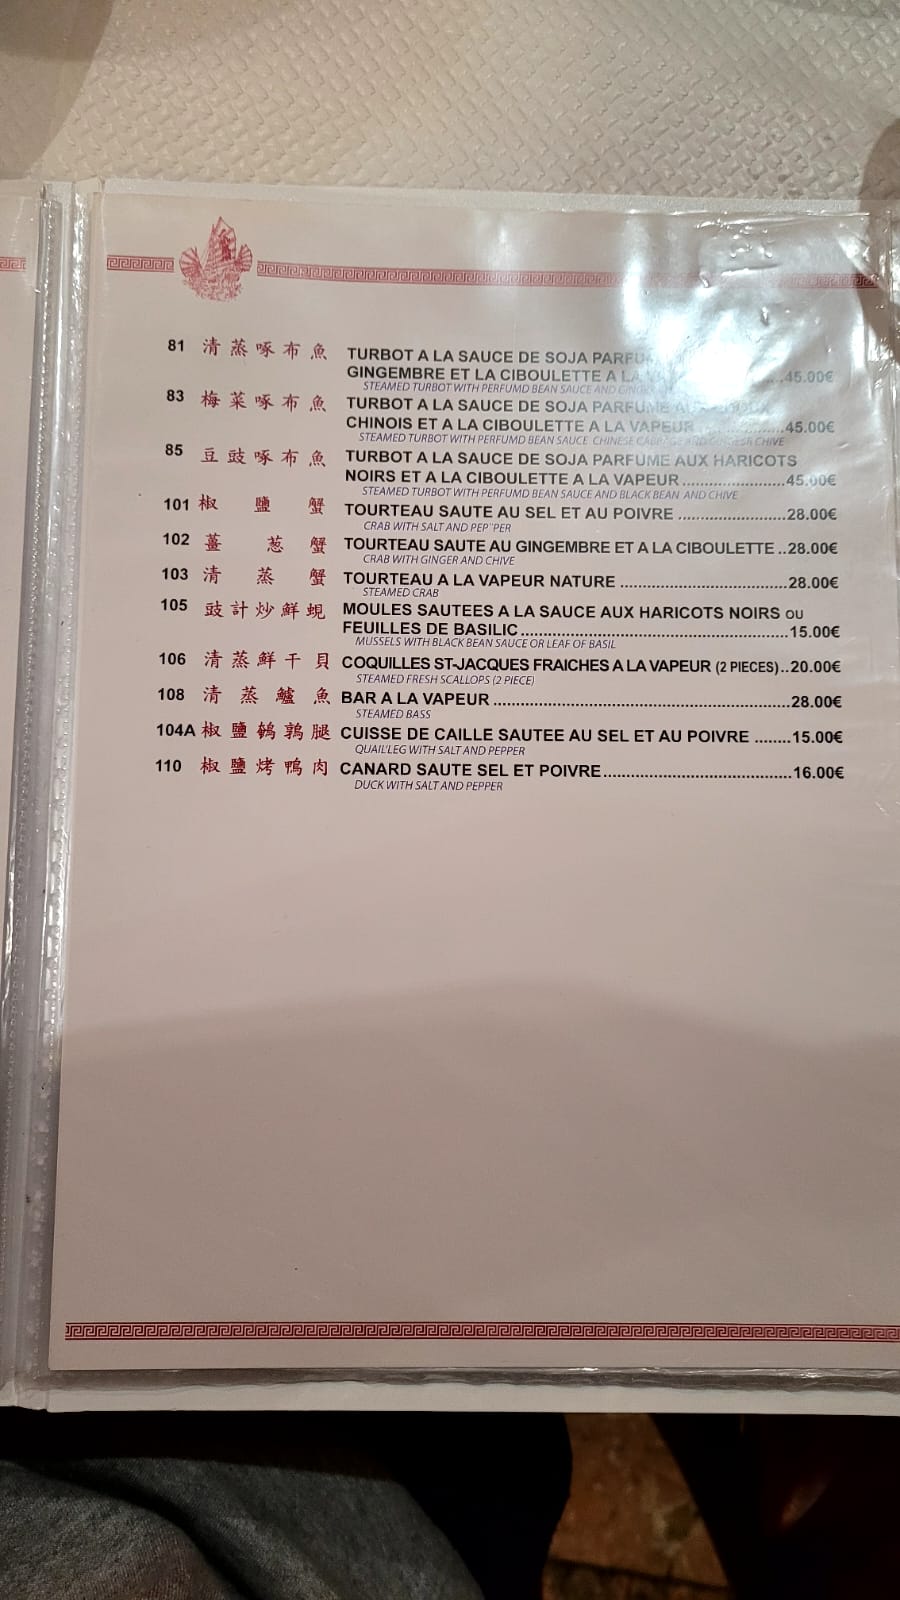 81 清蒸啄布魚 TURBOT A LA SAUCE DE SOJA PARFU
GINGEMBRE ET LA CIBOULETTE A LA ....45.00€
STEAMED TURBOT WITH PERFUMD BEAN SAUCE AND GINGER
83 梅菜啄布魚 TURBOT A LA SAUCE DE SOJA PARFUME AUX CHOUX
CHINOIS ET A LA CIBOULETTE A LA VAPEUR ................45.00€
STEAMED TURBOT WITH PERFUMD BEAN SAUCE CHINESE CABBAGE AND GINGESR CHIVE
85 豆豉啄布魚 TURBOT A LA SAUCE DE SOJA PARFUME AUX HARICOTS
NOIRS ET A LA CIBOULETTE A LA VAPEUR ....................45.00€
STEAMED TURBOT WITH PERFUMD BEAN SAUCE AND BLACK BEAN AND CHIVE
101 椒鹽蟹 TOURTEAU SAUTE AU SEL ET AU POIVRE .....................28.00€
CRAB WITH SALT AND PEP¨PER
102 薑葱蟹 TOURTEAU SAUTE AU GINGEMBRE ET A LA CIBOULETTE ..28.00€
CRAB WITH GINGER AND CHIVE
103 清蒸蟹 TOURTEAU A LA VAPEUR NATURE .................................28.00€
STEAMED CRAB
105 豉計炒鮮蜆 MOULES SAUTEES A LA SAUCE AUX HARICOTS NOIRS OU
FEUILLES DE BASILIC .....................................................15.00€
MUSSELS WITH BLACK BEAN SAUCE OR LEAF OF BASIL
106 清蒸鮮干貝 COQUILLES ST-JACQUES FRAICHES A LA VAPEUR (2 PIECES)..20.00€
STEAMED FRESH SCALLOPS (2 PIECE)
108 清蒸鱸魚 BAR A LA VAPEUR ...........................................................28.00€
STEAMED BASS
104A 椒鹽鵪鶉腿 CUISSE DE CAILLE SAUTEE AU SEL ET AU POIVRE ........15.00€
QUAIL'LEG WITH SALT AND PEPPER
110 椒鹽烤鴨肉 CANARD SAUTE SEL ET POIVRE......................................16.00€
DUCK WITH SALT AND PEPPER